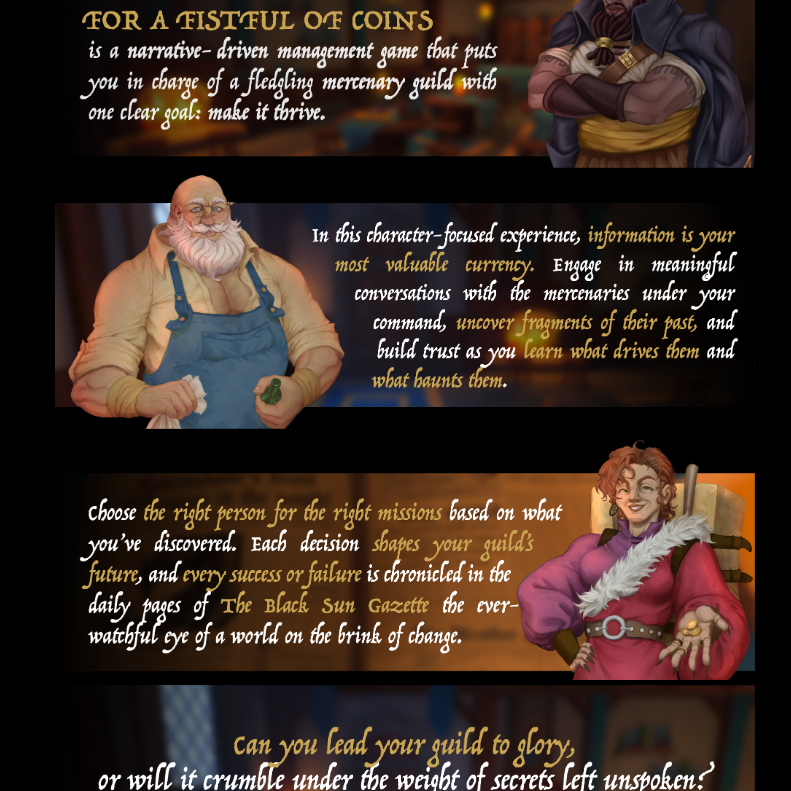 FOR A FISTFUL OF COINS
is a narrative- driven management game that puts
you in charge of a fledgling mercenary guild with
one clear goal: make it thrive.
In this character-focused experience, information is your
most valuable currency. Engage in meaningful
conversations with the mercenaries under your
command, uncover fragments of their past, and
build trust as you learn what drives them and
what haunts them.
Choose the right person for the right missions based on what
you've discovered. Each decision shapes your guild's
future, and every success or failure is chronicled in the
daily pages of The Black Sun Gazette the ever-
watchful eye of a world on the brink of change.
Can you lead your guild to glory,
or will it crumble under the weight of secrets left unspoken?